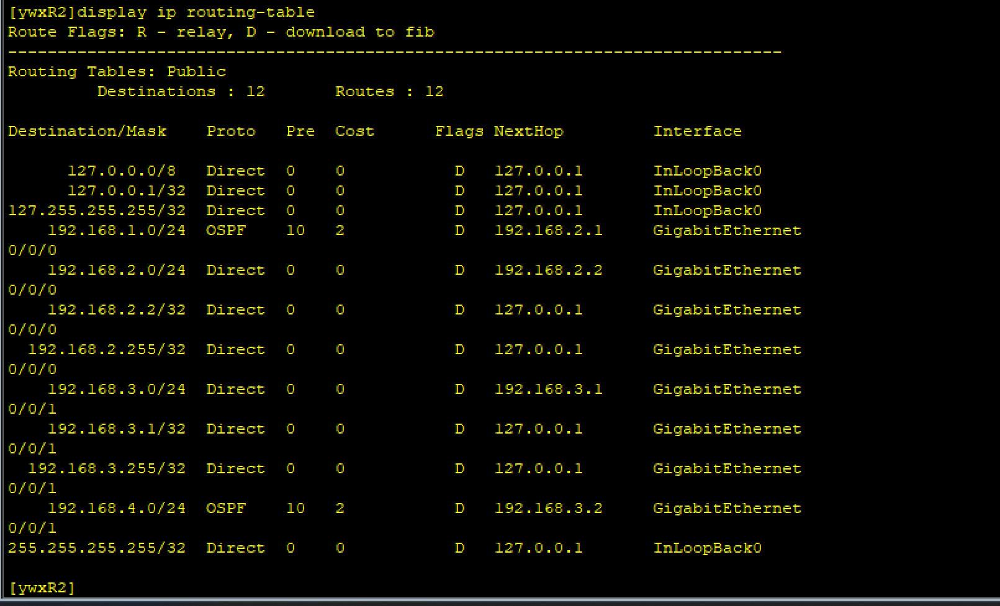 [ywxR2]display ip routing-table
Route Flags: R - relay, D - download to fib
------------------------------------------------------------------------------
Routing Tables: Public
         Destinations : 12       Routes : 12

Destination/Mask    Proto   Pre  Cost      Flags NextHop         Interface

      127.0.0.0/8   Direct  0    0           D   127.0.0.1       InLoopBack0
      127.0.0.1/32  Direct  0    0           D   127.0.0.1       InLoopBack0
127.255.255.255/32  Direct  0    0           D   127.0.0.1       InLoopBack0
    192.168.1.0/24  OSPF    10   2           D   192.168.2.1     GigabitEthernet
0/0/0
    192.168.2.0/24  Direct  0    0           D   192.168.2.2     GigabitEthernet
0/0/0
    192.168.2.2/32  Direct  0    0           D   127.0.0.1       GigabitEthernet
0/0/0
  192.168.2.255/32  Direct  0    0           D   127.0.0.1       GigabitEthernet
0/0/0
    192.168.3.0/24  Direct  0    0           D   192.168.3.1     GigabitEthernet
0/0/1
    192.168.3.1/32  Direct  0    0           D   127.0.0.1       GigabitEthernet
0/0/1
  192.168.3.255/32  Direct  0    0           D   127.0.0.1       GigabitEthernet
0/0/1
    192.168.4.0/24  OSPF    10   2           D   192.168.3.2     GigabitEthernet
0/0/1
255.255.255.255/32  Direct  0    0           D   127.0.0.1       InLoopBack0

[ywxR2]